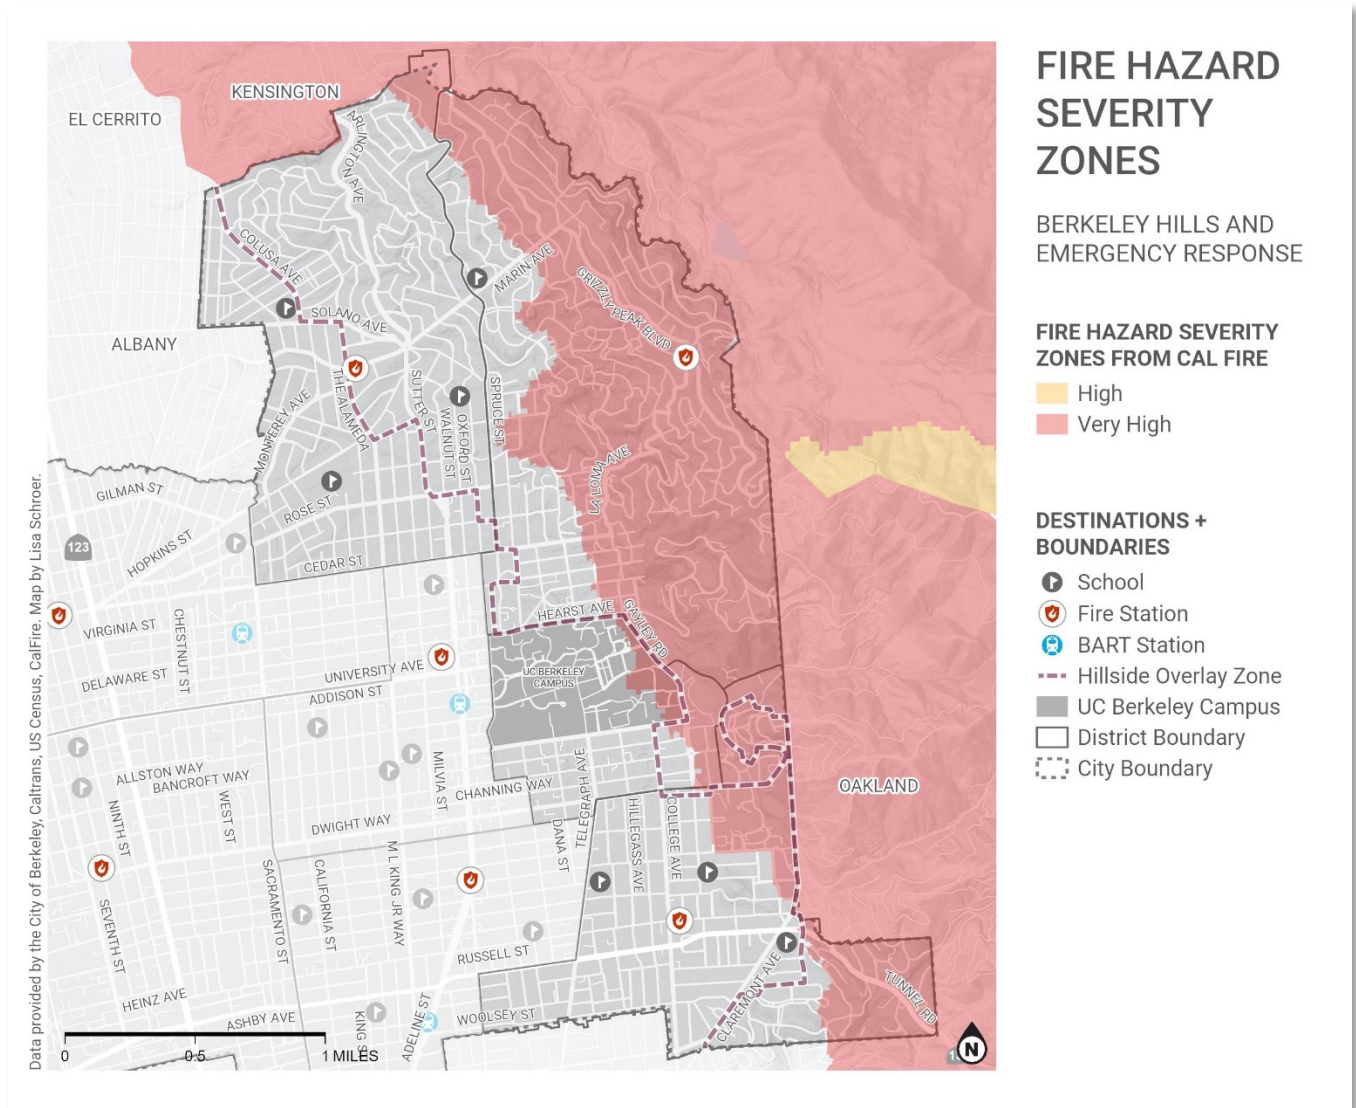 FIRE HAZARD
SEVERITY
ZONES
BERKELEY HILLS AND
EMERGENCY RESPONSE
FIRE HAZARD SEVERITY
ZONES FROM CAL FIRE
High
Very High
DESTINATIONS +
BOUNDARIES
School
Fire Station
BART Station
Hillside Overlay Zone
UC Berkeley Campus
District Boundary
City Boundary
KENSINGTON
EL CERRITO
ARLINGTON AVE
COLUSA AVE
MARIN AVE
GRIZZLY PEAK BLVD
SOLANO AVE
ALBANY
THE ALAMEDA
SUTTER ST
SPRUCE ST
OXFORD ST
WALNUT ST
MONTEREY AVE
LA LOMA AVE
GILMAN ST
ROSE ST
123
HOPKINS ST
CEDAR ST
HEARST AVE
GAYLEY RD
VIRGINIA ST
CHESTNUT ST
DELAWARE ST
UNIVERSITY AVE
ADDISON ST
UC BERKELEY
CAMPUS
ALLSTON WAY
BANCROFT WAY
MILVIA ST
CHANNING WAY
TELEGRAPH AVE
OAKLAND
NINTH ST
WEST ST
DWIGHT WAY
DANA ST
HILLEGASS AVE
COLLEGE AVE
SACRAMENTO ST
CALIFORNIA ST
M L KING JR WAY
SEVENTH ST
RUSSELL ST
CLAREMONT AVE
TUNNEL RD
HEINZ AVE
ASHBY AVE
KING S
ADELINE ST
WOOLSEY ST
0
0.5
1 MILES
N
Data provided by the City of Berkeley, Caltrans, US Census, CalFire. Map by Lisa Schroer.